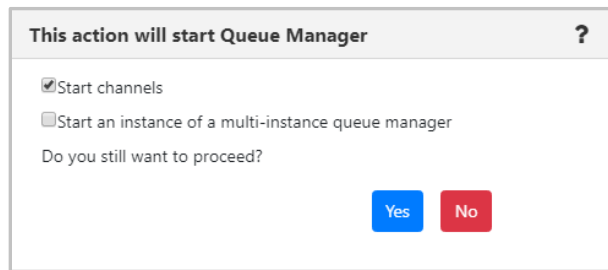 This action will start Queue Manager ?
Start channels
Start an instance of a multi-instance queue manager
Do you still want to proceed?
Yes No